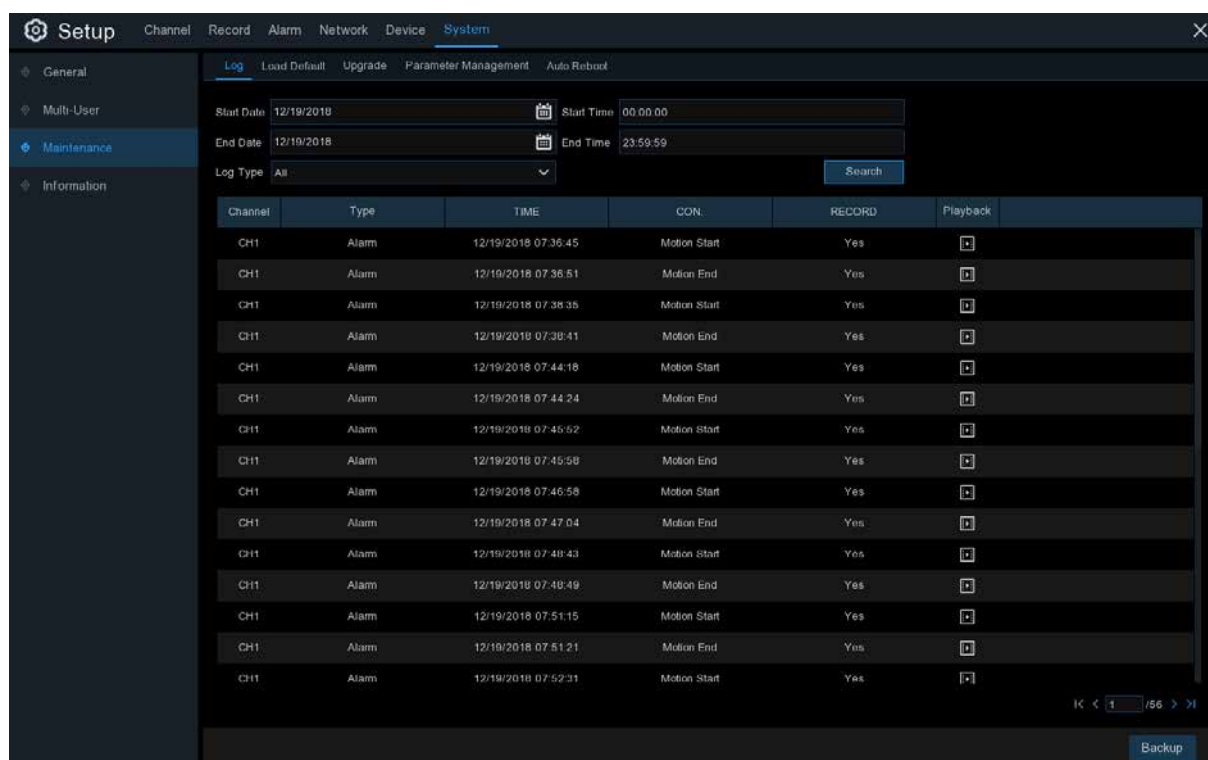 Setup Channel Record Alarm Network Device System
General
Multi-User
Maintenance
Information
Log Load Default Upgrade Parameter Management Auto Reboot
Start Date 12/19/2018 Start Time 00:00:00
End Date 12/19/2018 End Time 23:59:59
Log Type All Search
Channel Type TIME CON. RECORD Playback
CH1 Alarm 12/19/2018 07:36:45 Motion Start Yes
CH1 Alarm 12/19/2018 07:36:51 Motion End Yes
CH1 Alarm 12/19/2018 07:38:35 Motion Start Yes
CH1 Alarm 12/19/2018 07:38:41 Motion End Yes
CH1 Alarm 12/19/2018 07:44:18 Motion Start Yes
CH1 Alarm 12/19/2018 07:44:24 Motion End Yes
CH1 Alarm 12/19/2018 07:45:52 Motion Start Yes
CH1 Alarm 12/19/2018 07:45:58 Motion End Yes
CH1 Alarm 12/19/2018 07:46:58 Motion Start Yes
CH1 Alarm 12/19/2018 07:47:04 Motion End Yes
CH1 Alarm 12/19/2018 07:48:43 Motion Start Yes
CH1 Alarm 12/19/2018 07:48:49 Motion End Yes
CH1 Alarm 12/19/2018 07:51:15 Motion Start Yes
CH1 Alarm 12/19/2018 07:51:21 Motion End Yes
CH1 Alarm 12/19/2018 07:52:31 Motion Start Yes
1 /56
Backup